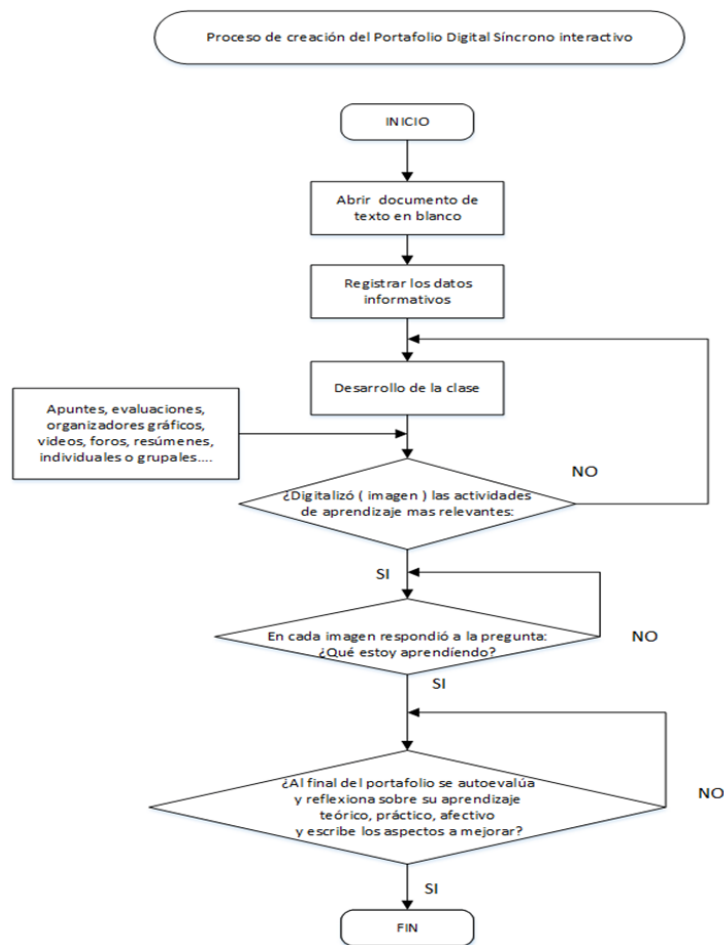 Proceso de creación del Portafolio Digital Síncrono interactivo
INICIO
Abrir documento de
texto en blanco
Registrar los datos
informativos
Desarrollo de la clase
Apuntes, evaluaciones,
organizadores gráficos,
videos, foros, resúmenes,
individuales o grupales....
¿Digitalizó ( imagen ) las actividades
de aprendizaje mas relevantes:
NO
SI
En cada imagen respondió a la pregunta:
¿Qué estoy aprendiendo?
NO
SI
¿Al final del portafolio se autoevalúa
y reflexiona sobre su aprendizaje
teórico, práctico, afectivo
y escribe los aspectos a mejorar?
NO
SI
FIN